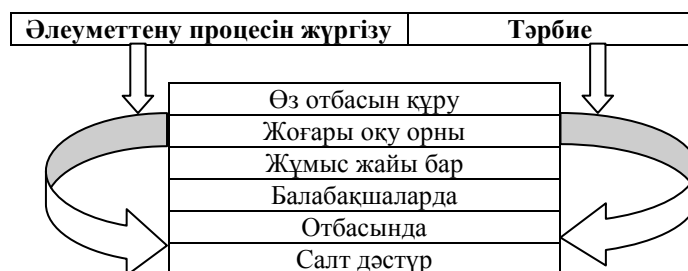 Әлеуметтену процесін жүргізу Тәрбие
Өз отбасын құру
Жоғары оқу орны
Жұмыс жайы бар
Балабақшаларда
Отбасында
Салт дәстүр